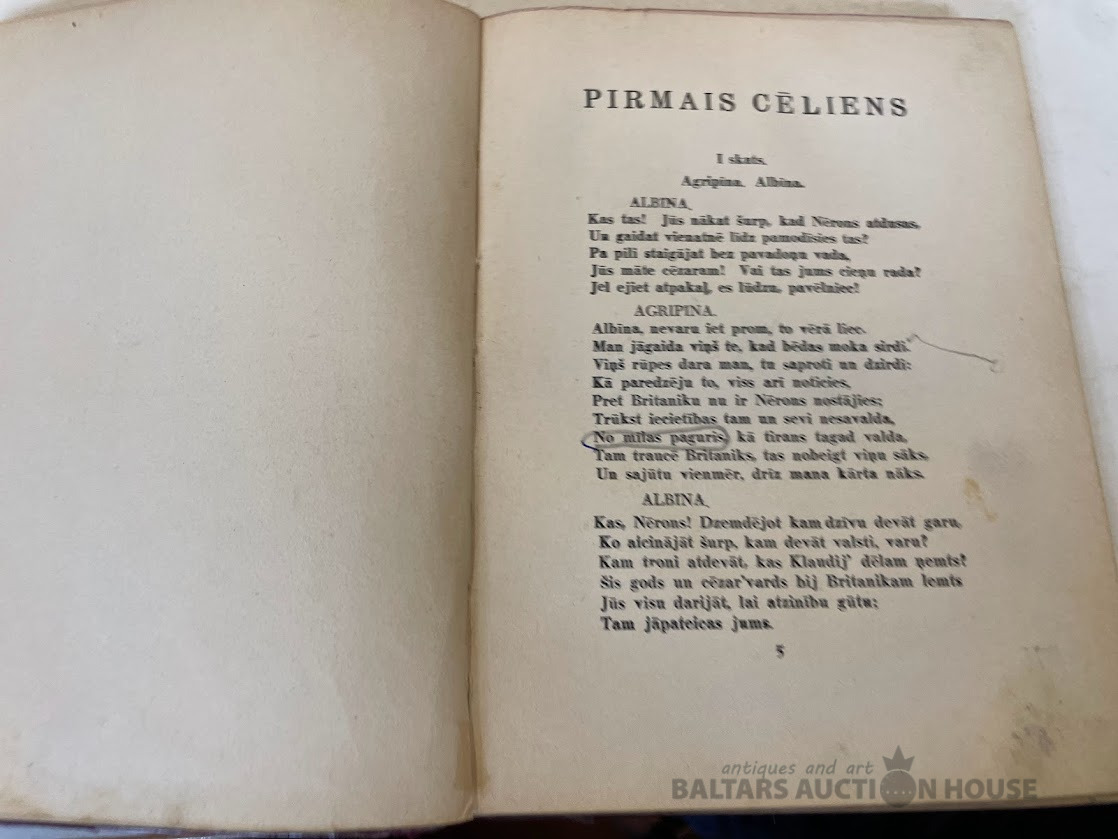 PIRMAIS CĒLIENS
I skats.
Agripina. Albina.
ALBINA.
Kas tas! Jūs nākat šurp, kad Nērons atdusas,
Un gaidat vienatnē līdz pamodīsies tas?
Pa pili staigājat bez pavadoņu vada,
Jūs māte cēzaram! Vai tas jums cieņu rada?
Jel ejiet atpakaļ, es lūdzu, pavēlniec!
AGRIPINA.
Albina, nevaru iet prom, to vērā liec.
Man jāgaida viņš te, kad bēdas moka sirdi.
Viņš rūpes dara man, tu saproti un dzirdi:
Kā paredzēju to, viss arī noticies,
Pret Britaniku nu ir Nērons nostājies;
Trūkst iecietības tam un sevi nesavalda,
No mīlas paguris, kā tirans tagad valda,
Tam traucē Britaniks, tas nobeigt viņu sāks,
Un sajūtu vienmēr, drīz mana kārta nāks.
ALBINA.
Kas, Nērons! Dzemdējot kam dzīvu devāt garu,
Ko aicinājāt šurp, kam devāt valsti, varu?
Kam troni atdevāt, kas Klaudij' dēlam ņemts?
Šis gods un cēzar'vards bij Britanikam lemts
Jūs visu darijāt, lai atzinību gūtu;
Tam jāpateicas jums.
5
antiques and art
BALTARS AUCTION HOUSE